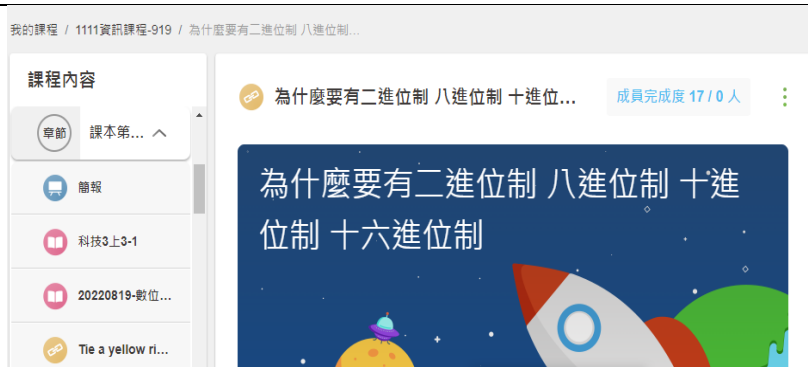 我的課程 / 1111資訊課程-919 / 為什麼要有二進位制 八進位制...
課程內容
章節 課本第...
簡報
科技3上3-1
20220819-數位...
Tie a yellow ri...
為什麼要有二進位制 八進位制 十進位...
成員完成度 17 / 0 人
為什麼要有二進位制 八進位制 十進
位制 十六進位制